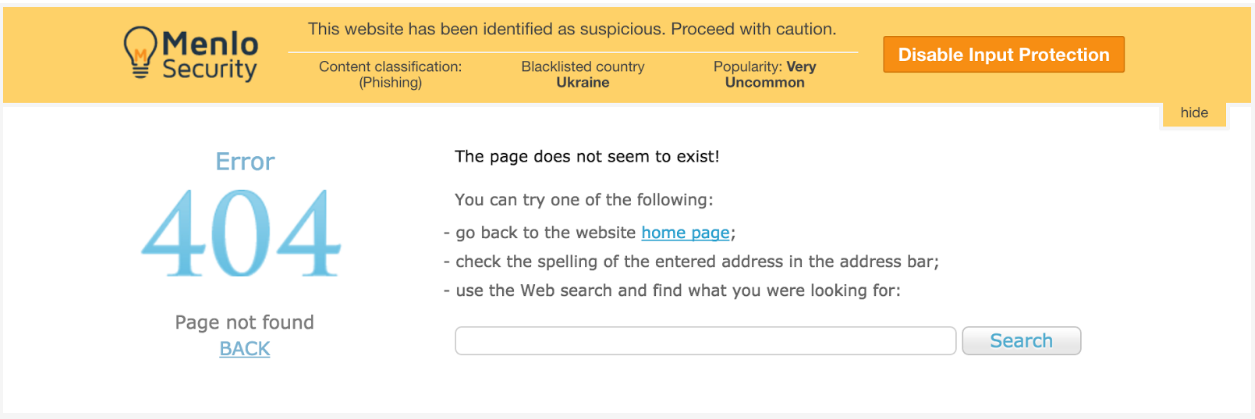 Menlo
Security
This website has been identified as suspicious. Proceed with caution.
Content classification:
(Phishing)
Blacklisted country
Ukraine
Popularity: Very
Uncommon
Disable Input Protection
hide
Error
404
Page not found
BACK
The page does not seem to exist!
You can try one of the following:
- go back to the website home page;
- check the spelling of the entered address in the address bar;
- use the Web search and find what you were looking for:
Search